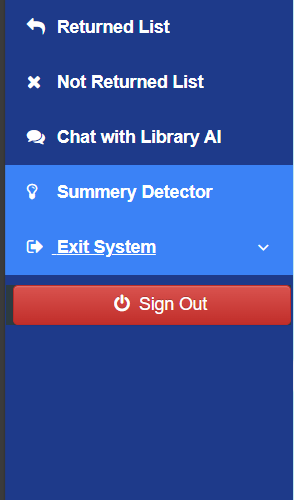 Returned List
Not Returned List
Chat with Library AI
Summery Detector
Exit System
Sign Out